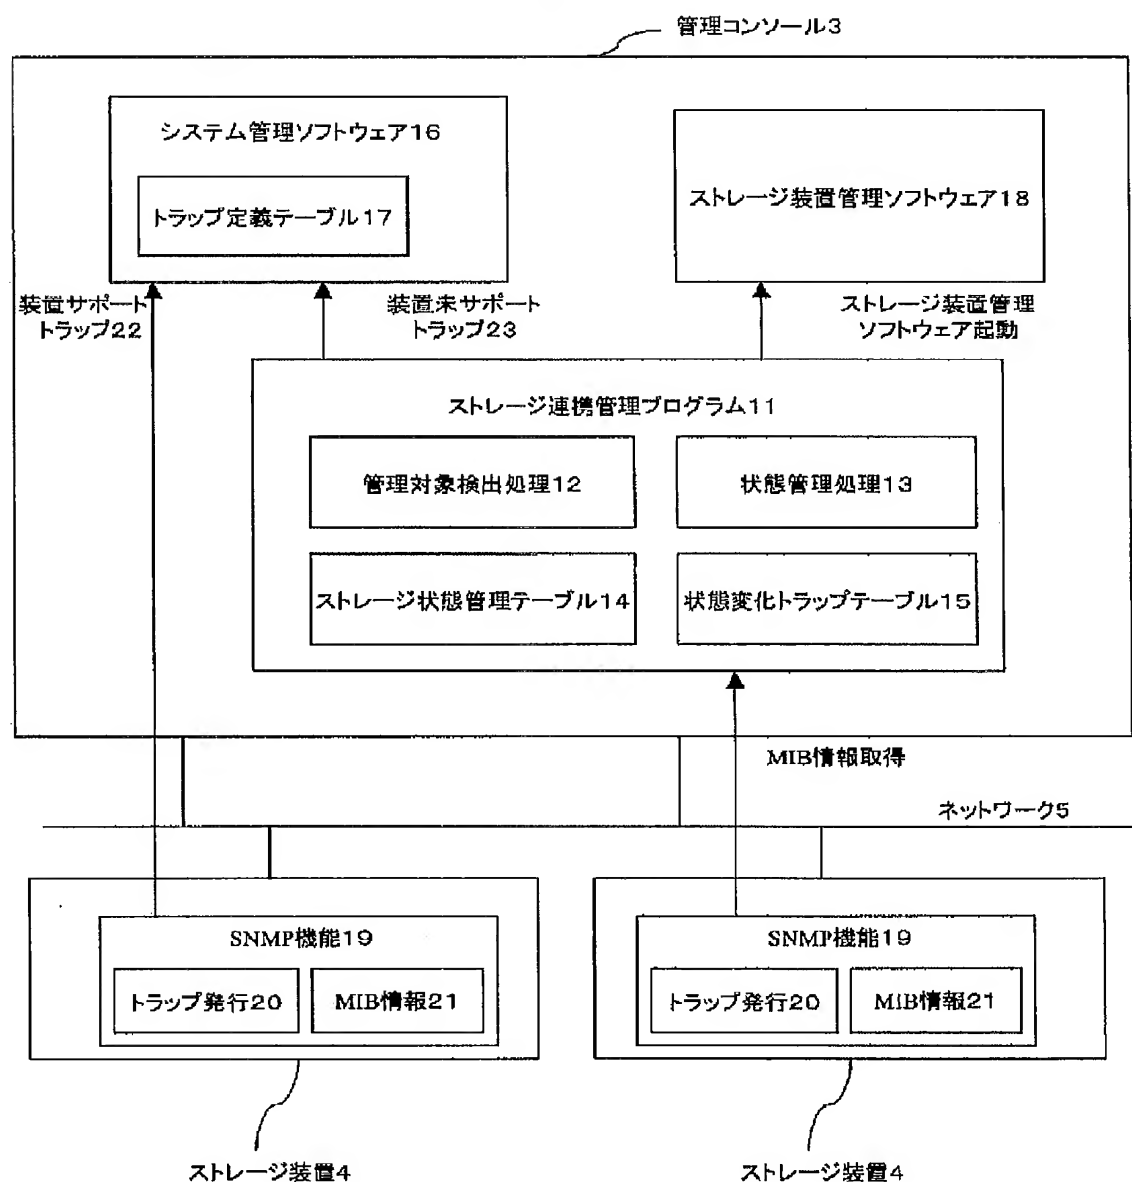 管理コンソール3
システム管理ソフトウェア16
トラップ定義テーブル17
ストレージ装置管理ソフトウェア18
装置サポート
トラップ22
装置未サポート
トラップ23
ストレージ装置管理
ソフトウェア起動
ストレージ連携管理プログラム11
管理対象検出処理12
状態管理処理13
ストレージ状態管理テーブル14
状態変化トラップテーブル15
MIB情報取得
ネットワーク5
SNMP機能19
トラップ発行20
MIB情報21
SNMP機能19
トラップ発行20
MIB情報21
ストレージ装置4
ストレージ装置4